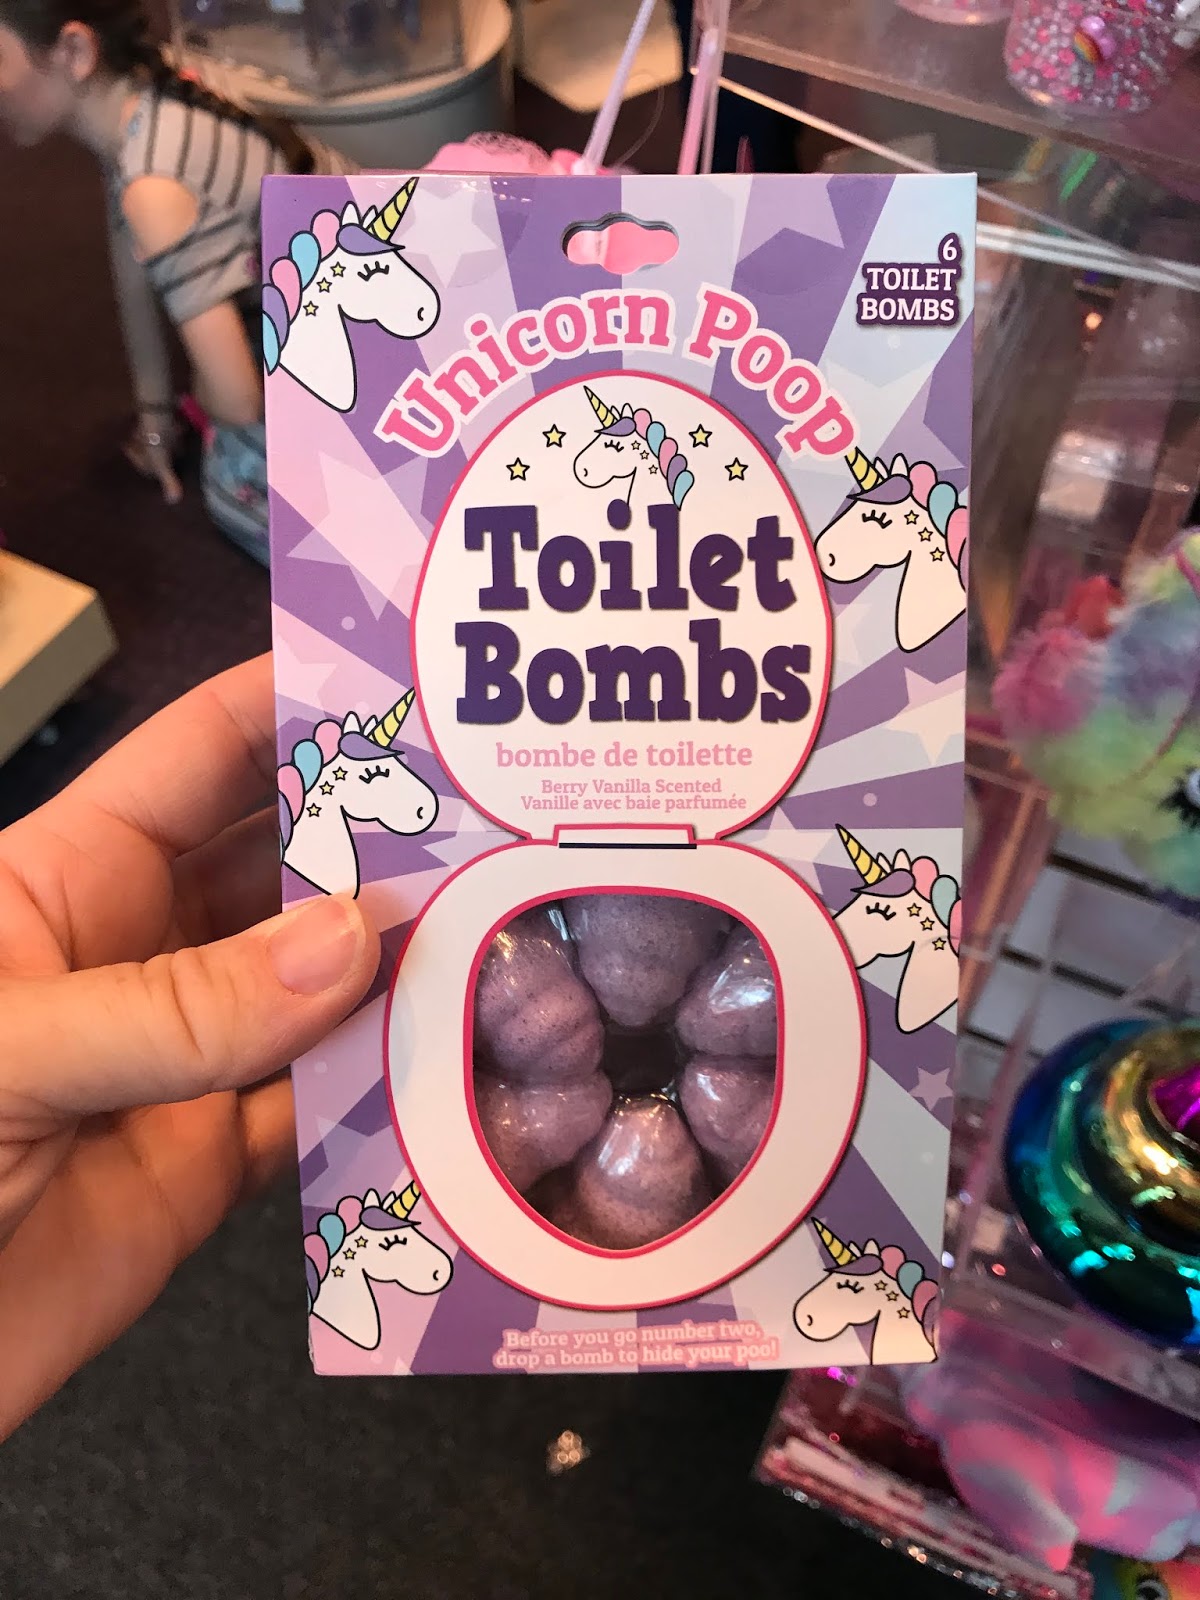 6
TOILET
BOMBS
Unicorn Poop
Toilet
Bombs
bombe de toilette
Berry Vanilla Scented
Vanille avec baie parfumée
Before you go number two,
drop a bomb to hide your poo!